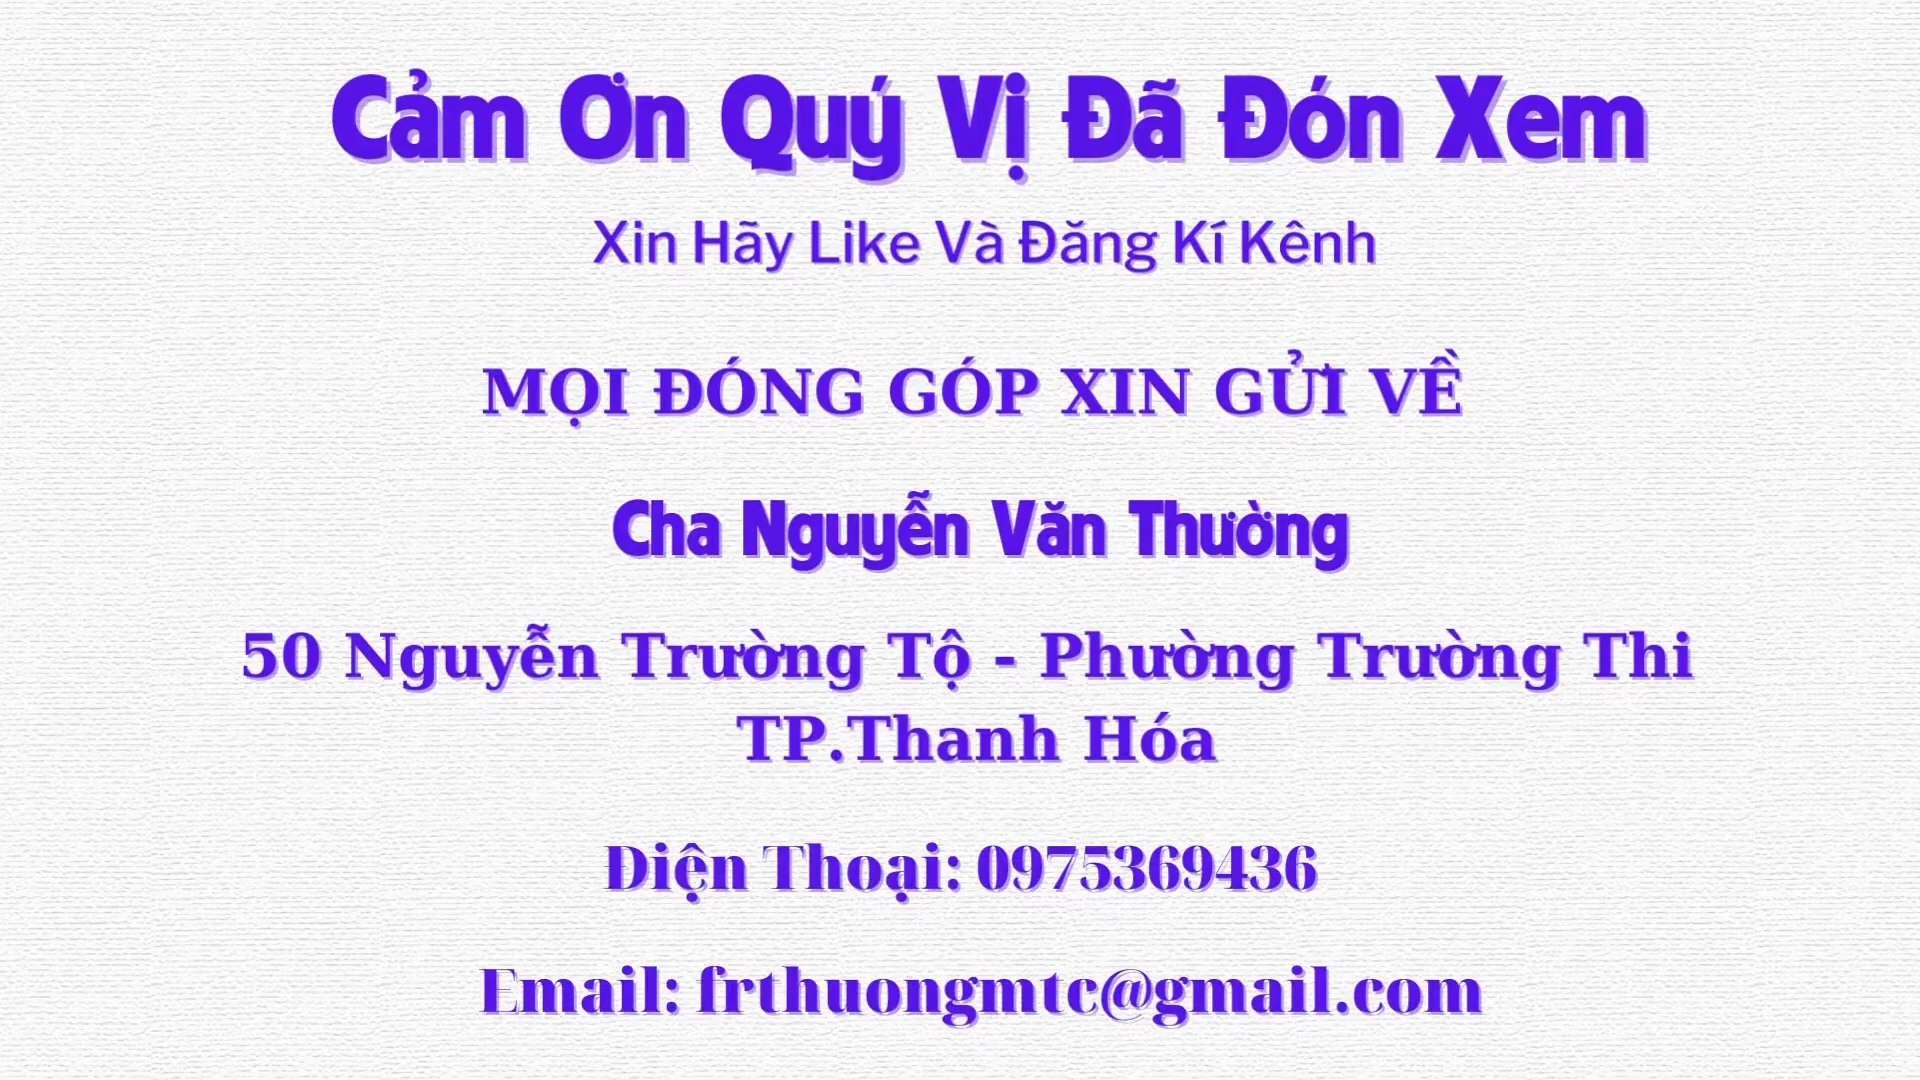 Cảm Ơn Quý Vị Đã Đón Xem
Xin Hãy Like Và Đăng Kí Kênh
MỌI ĐÓNG GÓP XIN GỬI VỀ
Cha Nguyễn Văn Thường
50 Nguyễn Trường Tộ - Phường Trường Thi
TP.Thanh Hóa
Điện Thoại: 0975369436
Email: frthuongmtc@gmail.com